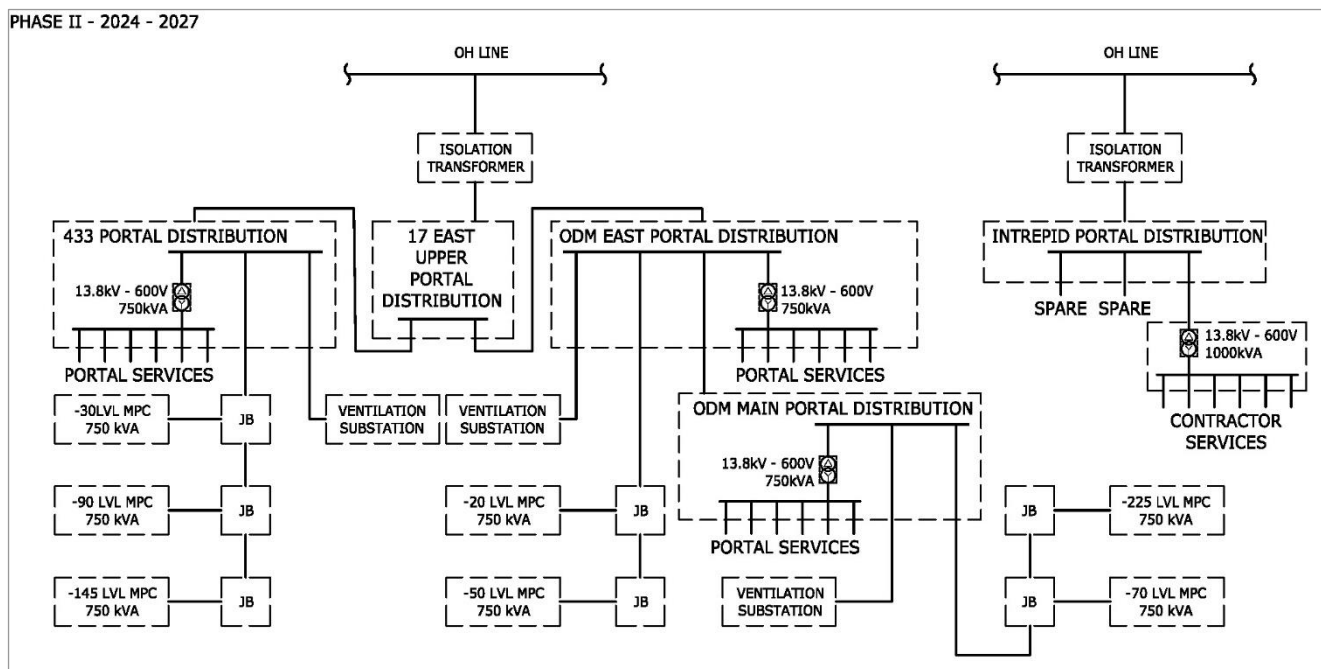 PHASE II - 2024 - 2027
OH LINE
OH LINE
ISOLATION
TRANSFORMER
ISOLATION
TRANSFORMER
433 PORTAL DISTRIBUTION
13.8kV - 600V
750kVA
PORTAL SERVICES
17 EAST
UPPER
PORTAL
DISTRIBUTION
ODM EAST PORTAL DISTRIBUTION
13.8kV - 600V
750kVA
PORTAL SERVICES
INTREPID PORTAL DISTRIBUTION
SPARE SPARE
13.8kV - 600V
1000kVA
CONTRACTOR
SERVICES
-30LVL MPC
750 kVA
JB
VENTILATION
SUBSTATION
VENTILATION
SUBSTATION
ODM MAIN PORTAL DISTRIBUTION
13.8kV - 600V
750kVA
PORTAL SERVICES
-90 LVL MPC
750 kVA
JB
-20 LVL MPC
750 kVA
JB
JB
-225 LVL MPC
750 kVA
-145 LVL MPC
750 kVA
JB
-50 LVL MPC
750 kVA
JB
VENTILATION
SUBSTATION
JB
-70 LVL MPC
750 kVA